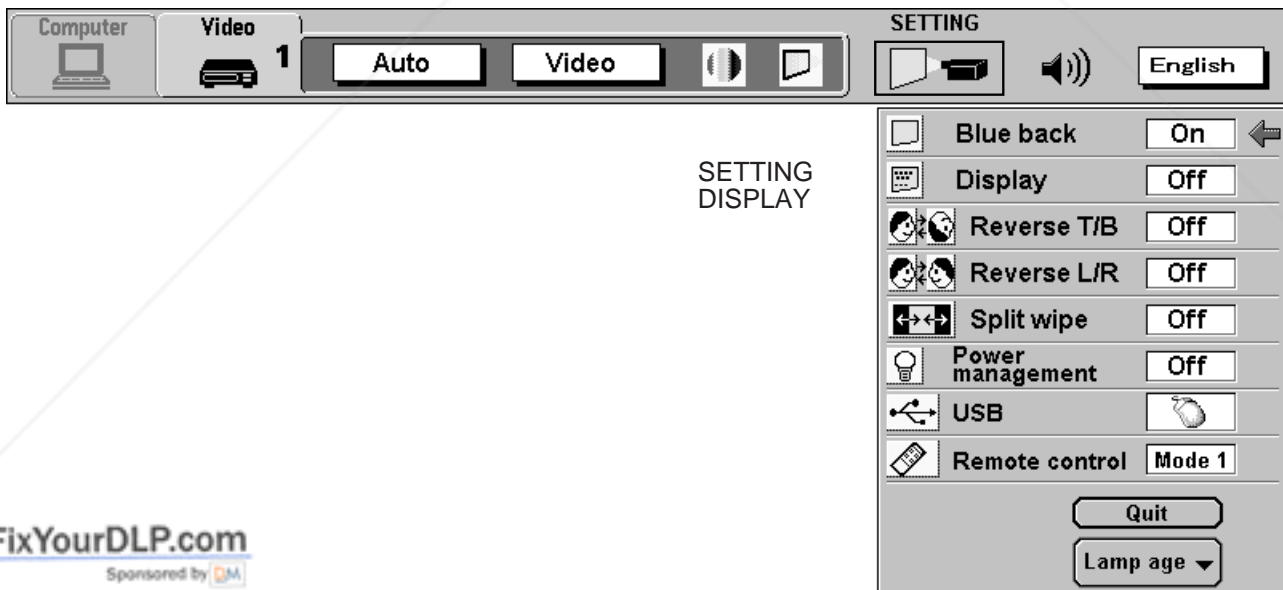 Computer
Video
1
Auto
Video
SETTING
English
SETTING
DISPLAY
Blue back On
Display Off
Reverse T/B Off
Reverse L/R Off
Split wipe Off
Power
management Off
USB
Remote control Mode 1
Quit
Lamp age
FixYourDLP.com
Sponsored by DM